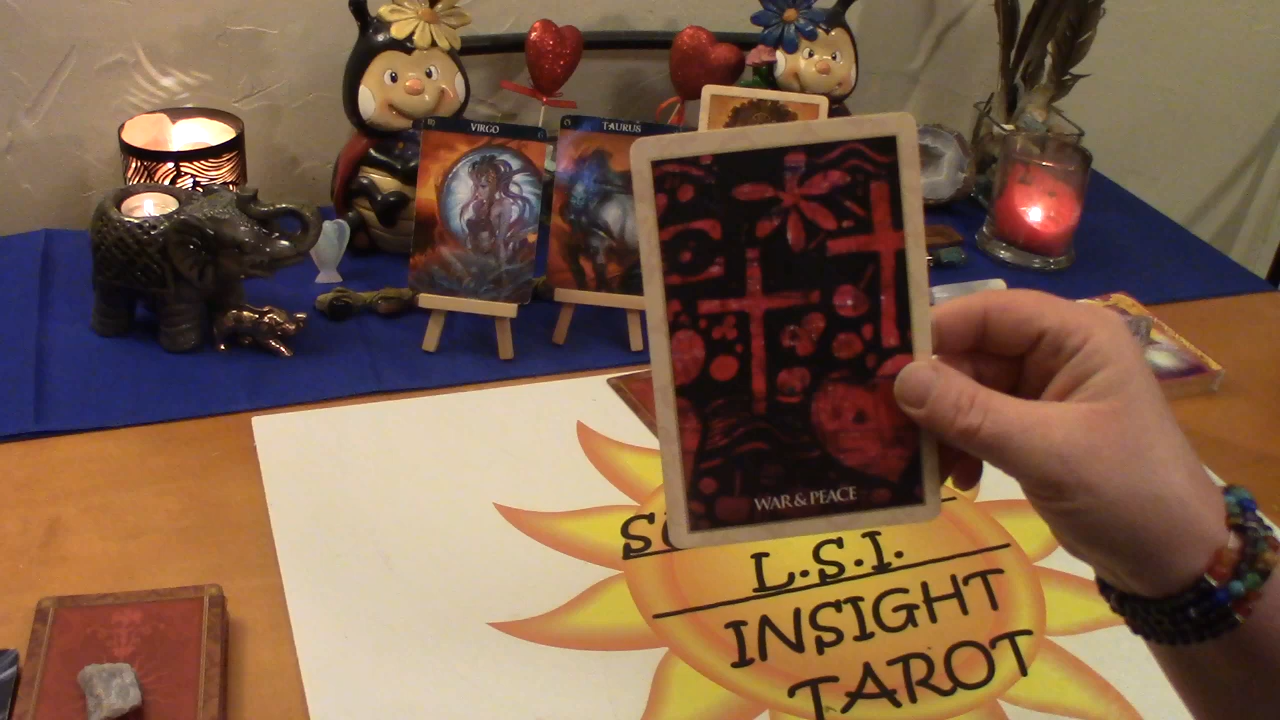 VIRGO
TAURUS
WAR & PEACE
L.S.I.
INSIGHT
TAROT